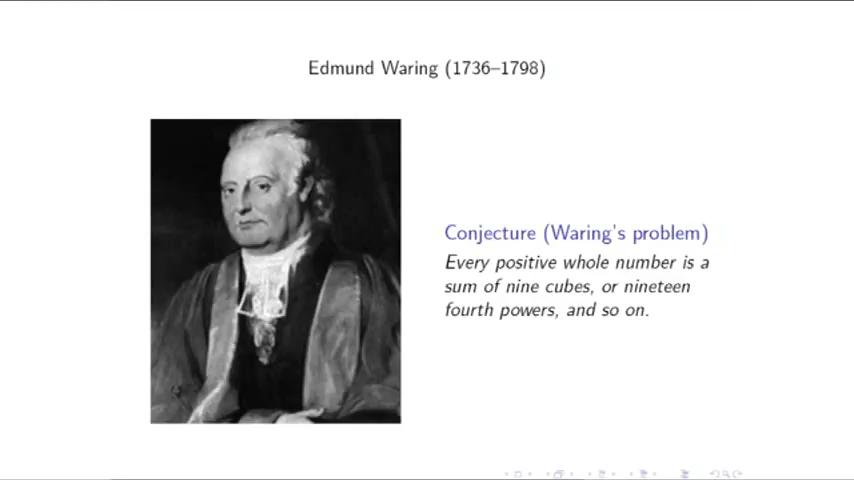 Edmund Waring (1736–1798)
Conjecture (Waring's problem)
Every positive whole number is a
sum of nine cubes, or nineteen
fourth powers, and so on.